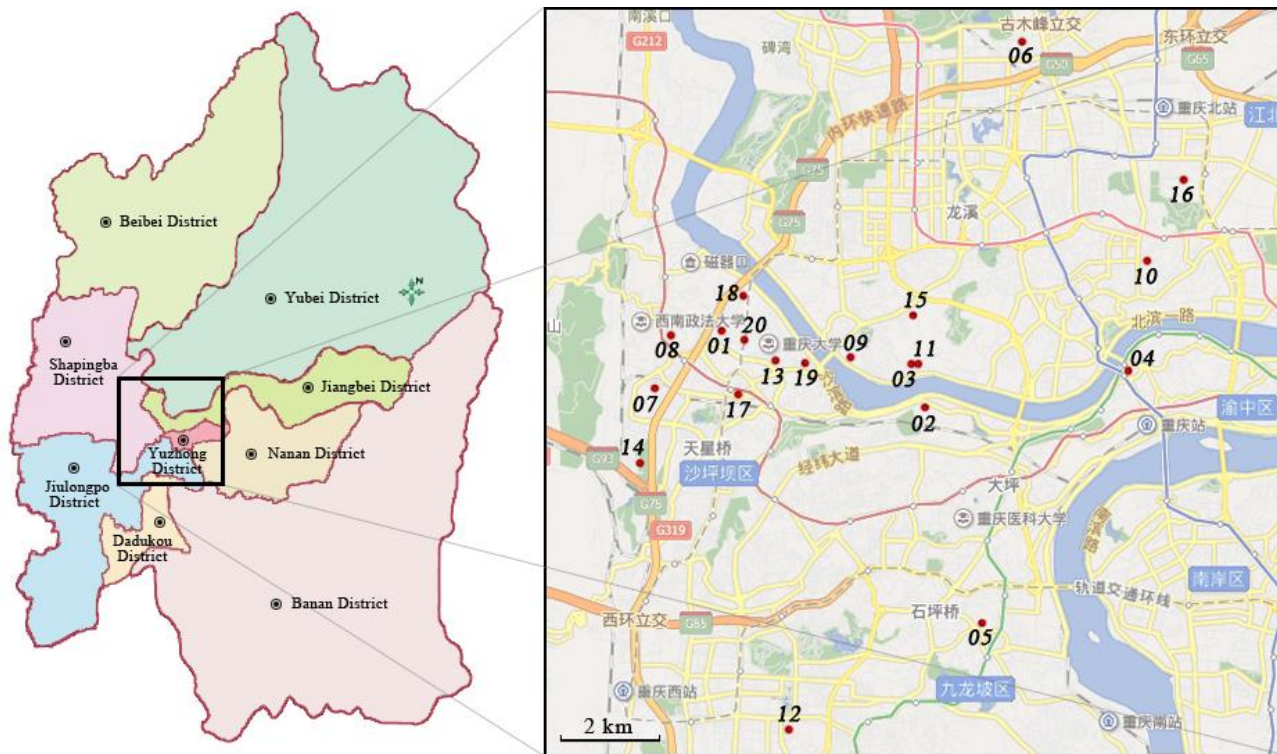 Beibei District
Yubei District
N
Shapingba
District
Jiangbei District
Yuzhong
District
Nanan District
Jiulongpo
District
Dadukou
District
Banan District
南溪口
G212
碑湾
古木峰立交
06
G50
东环立交
G65
内环快速路
重庆北站
江北
G75
16
龙溪
G75
磁器口
10
18
15
北滨一路
西南政法大学
山
08
01
20
重庆大学
09
11
04
13
19
03
07
17
02
渝中区
重庆站
天星桥
14
G93
沙坪坝区
经纬大道
大坪
G75
重庆医科大学
G319
南滨路
轨道交通环线
南岸区
西环立交
G85
石坪桥
05
重庆西站
九龙坡区
12
重庆南站
2 km